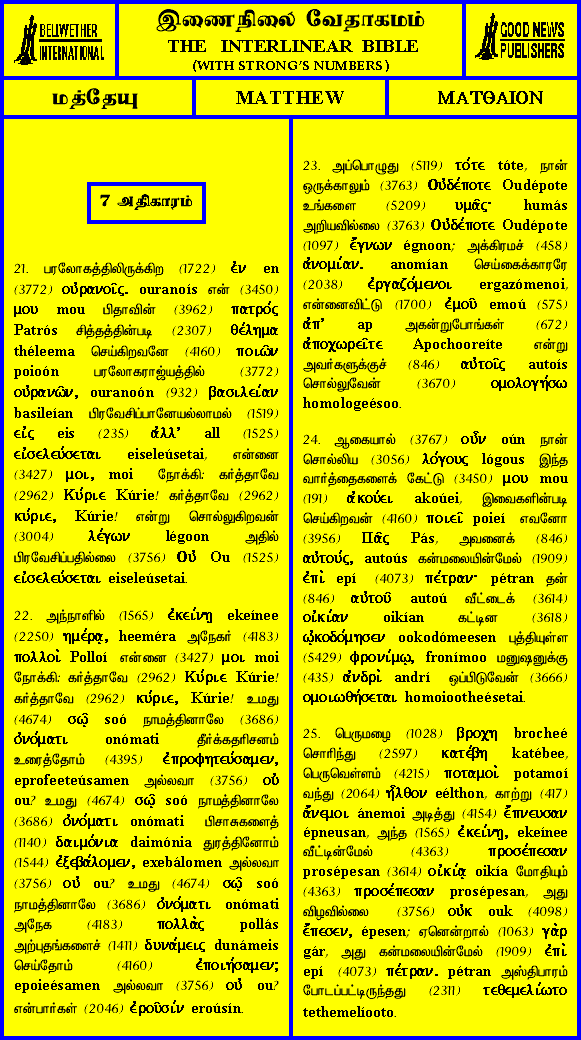 BELLWETHER
INTERNATIONAL
இணைநிலை வேதாகமம்
THE INTERLINEAR BIBLE
(WITH STRONG'S NUMBERS)
GOOD NEWS
PUBLISHERS
மத்தேயு
MATTHEW
ΜΑΤΘΑΙΟΝ
7 அதிகாரம்
21. பரலோகத்திலிருக்கிற (1722) ἐν en
(3772) οὐρανοῖς. ouranoís என் (3450)
μου mou பிதாவின் (3962) πατρός
Patrós சித்தத்தின்படி (2307) θέλημα
théleema செய்கிறவனே (4160) ποιῶν
poioón பரலோகராஜ்யத்தில் (3772)
οὐρανῶν, ouranoón (932) βασιλείαν
basileían பிரவேசிப்பானேயல்லாமல் (1519)
εἰς eis (235) ἀλλ' all (1525)
εἰσελεύσεται eiseleúsetai, என்னை
(3427) μοι, moi நோக்கி: கர்த்தாவே
(2962) Κύριε Kúrie! கர்த்தாவே (2962)
κύριε, Kúrie! என்று சொல்லுகிறவன்
(3004) λέγων légoon அதில்
பிரவேசிப்பதில்லை (3756) Οὐ Ou (1525)
εἰσελεύσεται eiseleúsetai.
22. அந்நாளில் (1565) ἐκείνῃ ekeínee
(2250) ημέρᾳ, heeméra அநேகர் (4183)
πολλοὶ Polloí என்னை (3427) μοι moi
நோக்கி: கர்த்தாவே (2962) Κύριε Kúrie!
கர்த்தாவே (2962) κύριε, Kúrie! உமது
(4674) σῷ soó நாமத்தினாலே (3686)
ὀνόματι onómati தீர்க்கதரிசனம்
உரைத்தோம் (4395) ἐπροφητεύσαμεν,
eprofeeteúsamen அல்லவா (3756) οὐ
ou? உமது (4674) σῷ soó நாமத்தினாலே
(3686) ὀνόματι onómati பிசாசுகளைத்
(1140) δαιμόνια daimónia துரத்தினோம்
(1544) ἐξεβάλομεν, exebálomen அல்லவா
(3756) οὐ ou? உமது (4674) σῷ soó
நாமத்தினாலே (3686) ὀνόματι onómati
அநேக (4183) πολλὰς pollás
அற்புதங்களைச் (1411) δυνάμεις dunámeis
செய்தோம் (4160) ἐποιήσαμεν;
epoieésamen அல்லவா (3756) οὐ ou?
என்பார்கள் (2046) ἐροῦσίν eroúsín.
23. அப்பொழுது (5119) τότε tóte, நான்
ஒருக்காலும் (3763) Οὐδέποτε Oudépote
உங்களை (5209) υμᾶς· humás
அறியவில்லை (3763) Οὐδέποτε Oudépote
(1097) ἔγνων égnoon; அக்கிரமச் (458)
ἀνομίαν. anomían செய்கைக்காரரே
(2038) ἐργαζόμενοι ergazómenoi,
என்னைவிட்டு (1700) ἐμοῦ emoú (575)
ἀπ' ap அகன்றுபோங்கள் (672)
ἀποχωρεῖτε Apochooreíte என்று
அவர்களுக்குச் (846) αὐτοῖς autoís
சொல்லுவேன் (3670) ομολογήσω
homologeésoo.
24. ஆகையால் (3767) οὖν oún நான்
சொல்லிய (3056) λόγους lógous இந்த
வார்த்தைகளைக் கேட்டு (3450) μου mou
(191) ἀκούει akoúei, இவைகளின்படி
செய்கிறவன் (4160) ποιεῖ poieí எவனோ
(3956) Πᾶς Pás, அவனைக் (846)
αὐτούς, autoús கன்மலையின்மேல் (1909)
ἐπὶ epí (4073) πέτραν· pétran தன்
(846) αὐτοῦ autoú வீட்டைக் (3614)
οἰκίαν oikían கட்டின (3618)
ᾠκοδόμησεν ookodómeesen புத்தியுள்ள
(5429) φρονίμῳ, fronímoo மனுஷனுக்கு
(435) ἀνδρὶ andrí ஒப்பிடுவேன் (3666)
ομοιωθήσεται homoiootheésetai.
25. பெருமழை (1028) βροχη brocheé
சொரிந்து (2597) κατέβη katébee,
பெருவெள்ளம் (4215) ποταμοὶ potamoí
வந்து (2064) ἦλθον eélthon, காற்று (417)
ἄνεμοι ánemoi அடித்து (4154) ἔπνευσαν
épneusan, அந்த (1565) ἐκείνῃ, ekeínee
வீட்டின்மேல் (4363) προσέπεσαν
prosépesan (3614) οἰκίᾳ oikía மோதியும்
(4363) προσέπεσαν prosépesan, அது
விழவில்லை (3756) οὐκ ouk (4098)
ἔπεσεν, épesen; ஏனென்றால் (1063) γὰρ
gár, அது கன்மலையின்மேல் (1909) ἐπὶ
epí (4073) πέτραν. pétran அஸ்திபாரம்
போடப்பட்டிருந்தது (2311) τεθεμελίωτο
tethemelíooto.